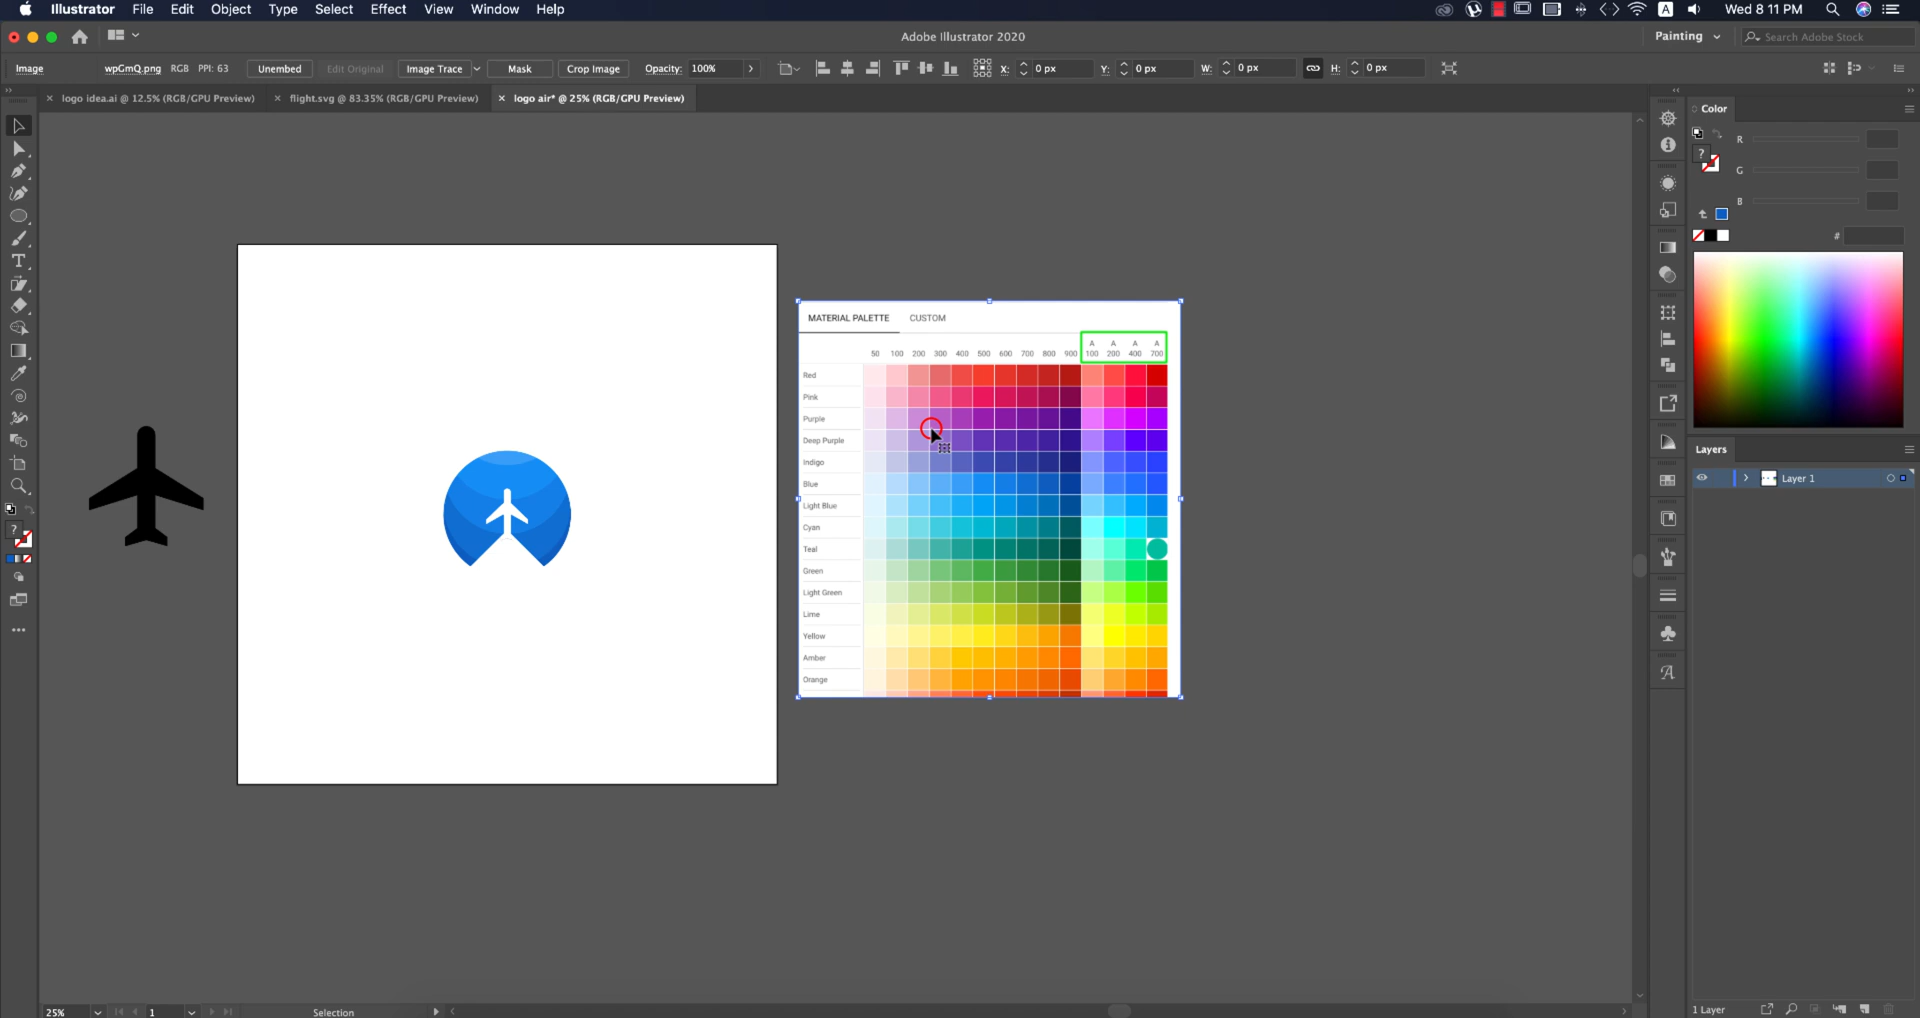 Illustrator File Edit Object Type Select Effect View Window Help
A Wed 8 11 PM
Adobe Illustrator 2020
Painting
Search Adobe Stock
Image wpGmQ.png RGB PPI: 63 Unembed Edit Original Image Trace Mask Crop Image Opacity: 100% X: 0 px Y: 0 px W: 0 px H: 0 px
× logo idea.ai @ 12.5% (RGB/GPU Preview) × flight.svg @ 83.35% (RGB/GPU Preview) × logo air* @ 25% (RGB/GPU Preview)
Color
R
G
B
#
?
MATERIAL PALETTE CUSTOM
A A A A
50 100 200 300 400 500 600 700 800 900 100 200 400 700
Red
Pink
Purple
Deep Purple
Indigo
Blue
Light Blue
Cyan
Teal
Green
Light Green
Lime
Yellow
Amber
Orange
Layers
Layer 1
?
25% 1 Selection
1 Layer